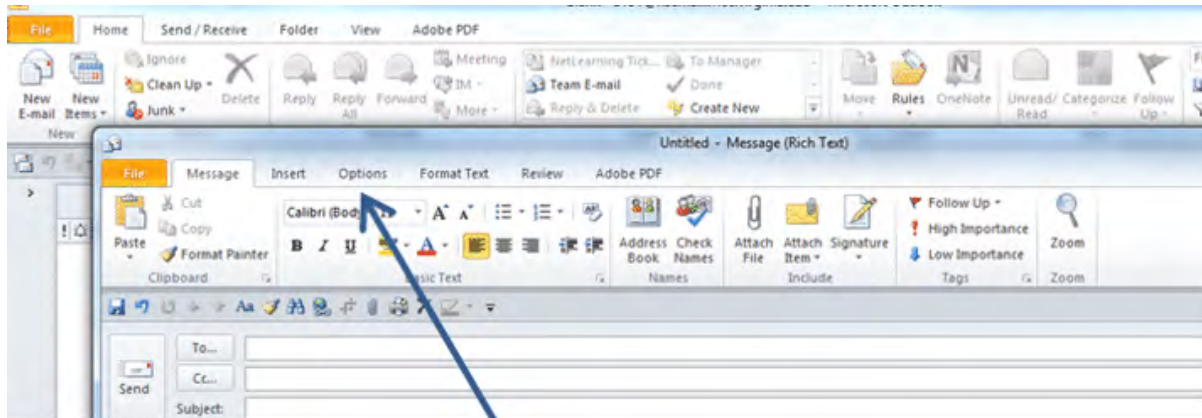 File Home Send / Receive Folder View Adobe PDF
Ignore Meeting NetLearning Tick... To Manager
Clean Up Team E-mail Done
New E-mail New Items Junk Delete Reply Reply All Forward IM More Reply & Delete Create New Move Rules OneNote Unread/ Read Categorize Follow Up
New
Untitled - Message (Rich Text)
File Message Insert Options Format Text Review Adobe PDF
Cut Calibri (Body Follow Up
Copy High Importance
Paste Format Painter B I U A Address Book Check Names Attach File Attach Item Signature Low Importance Zoom
Clipboard Text Names Include Tags Zoom
To...
Send Cc...
Subject: